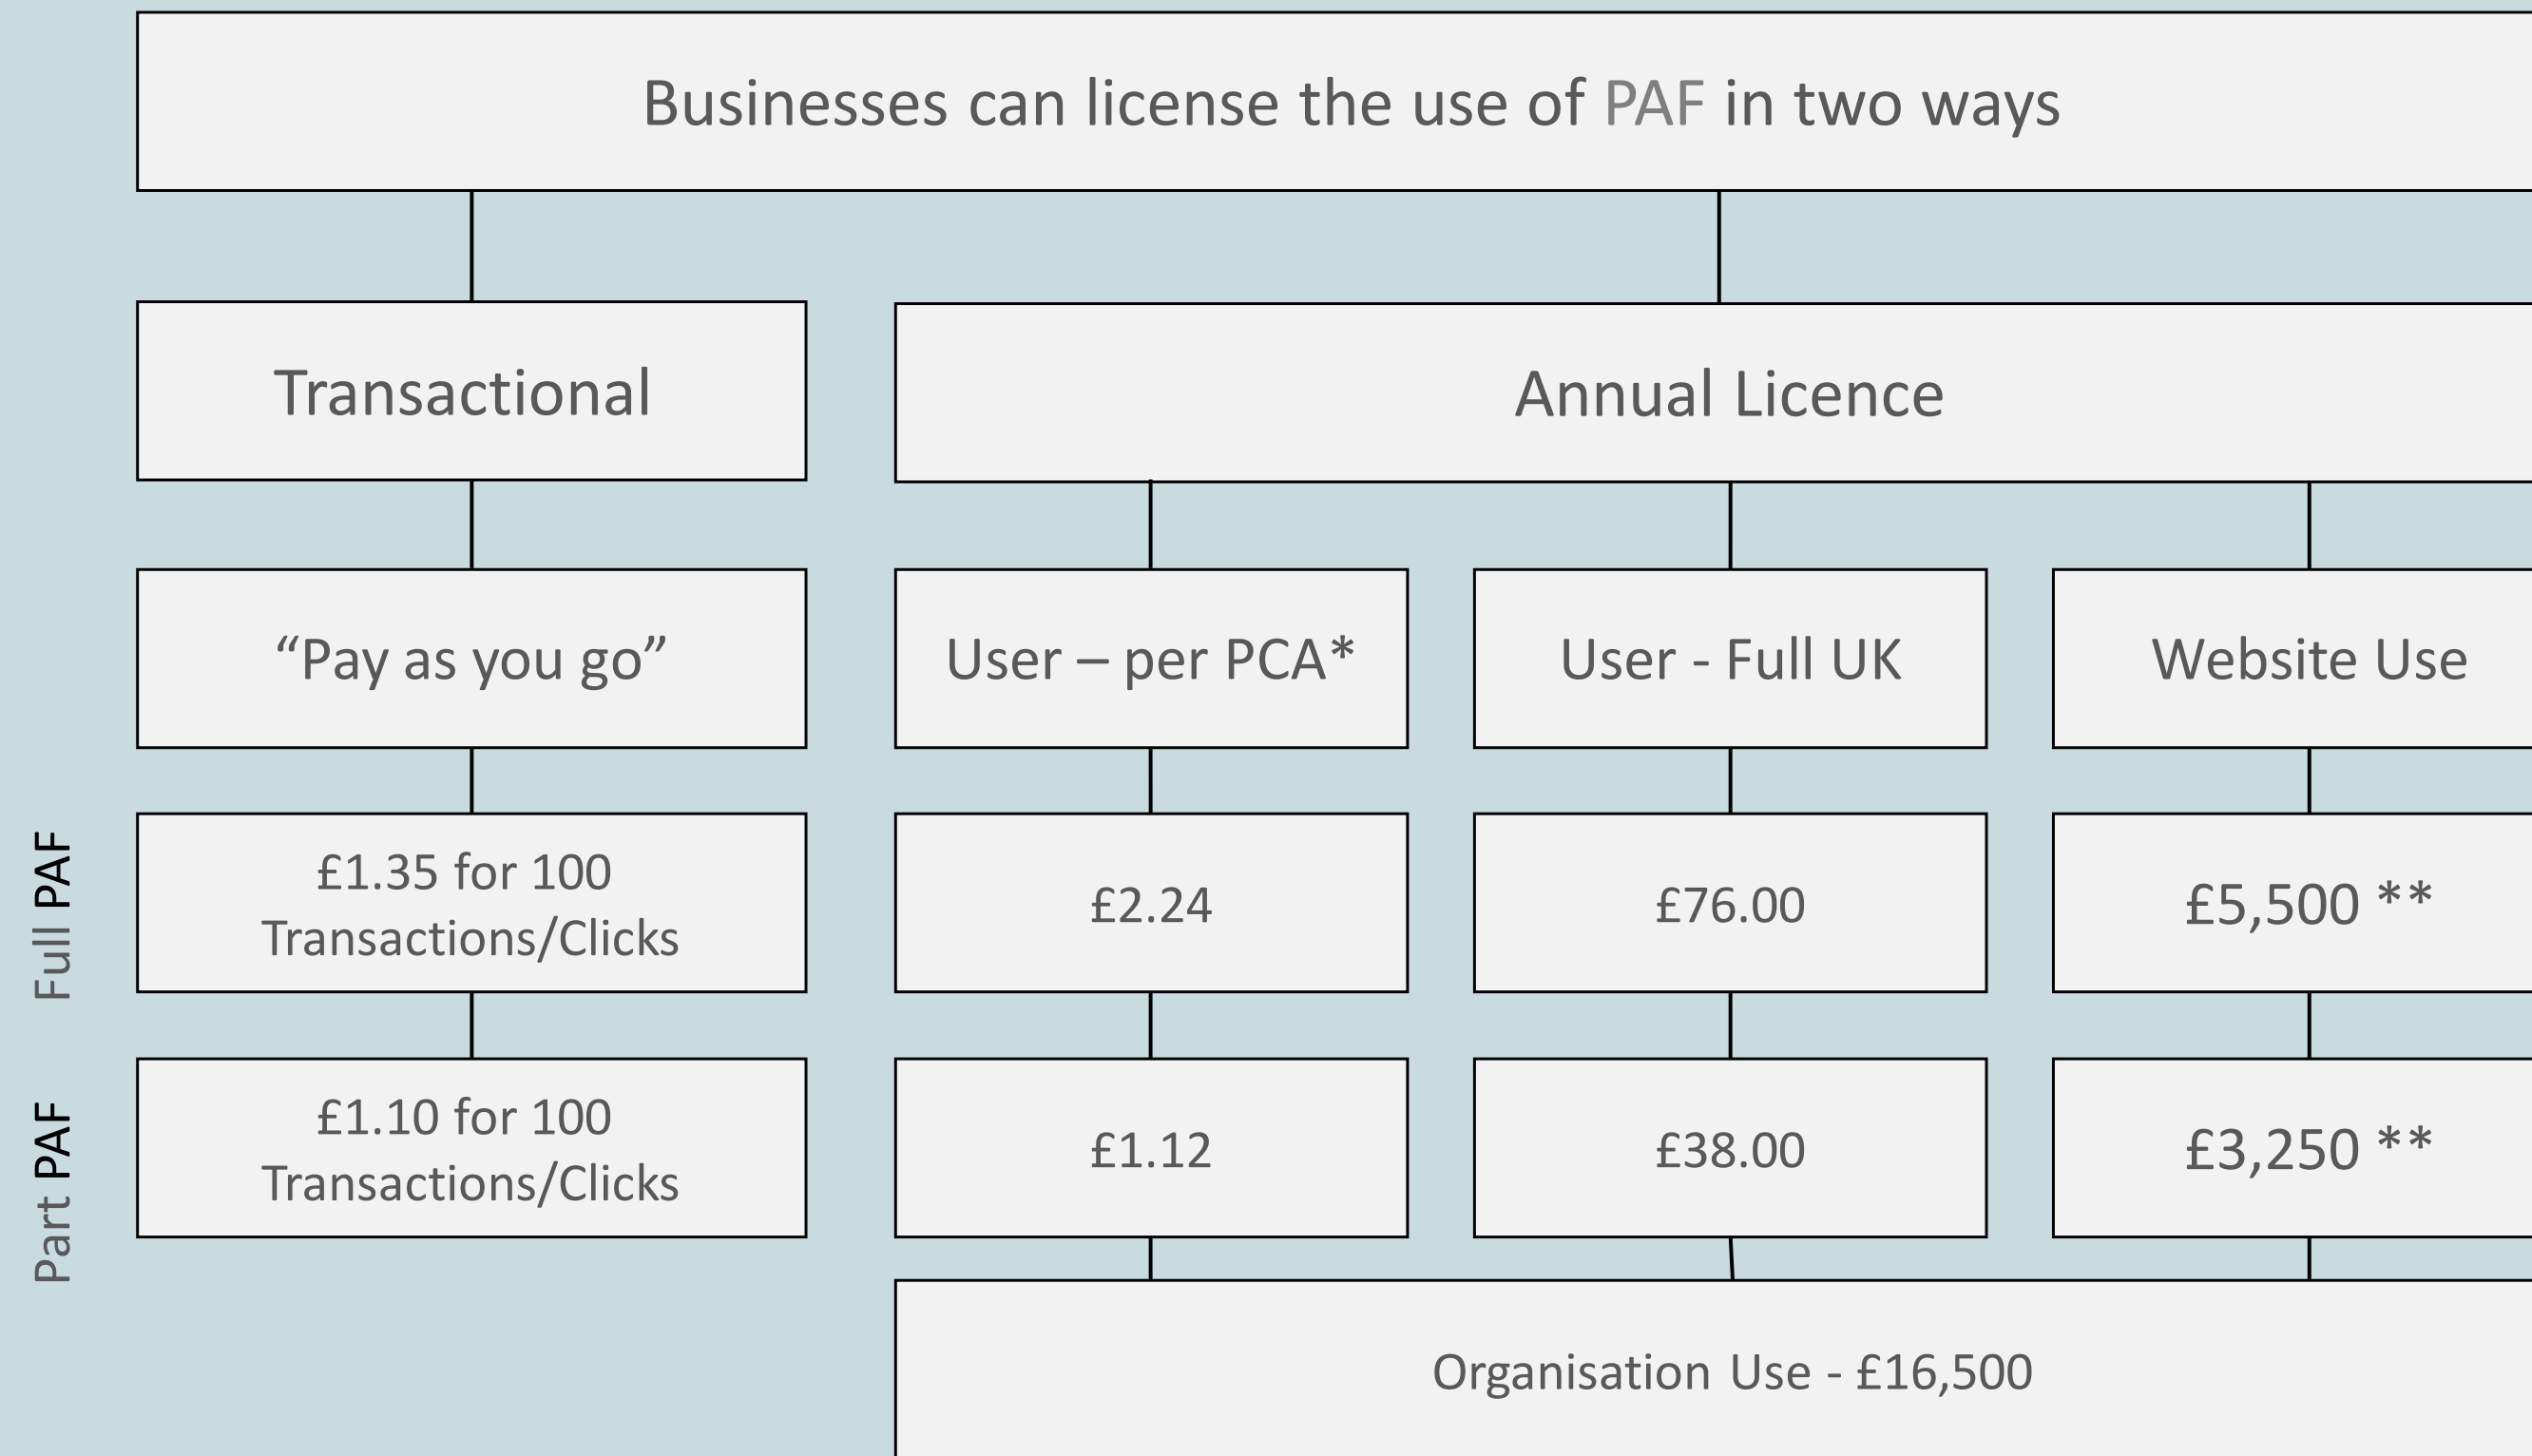 Businesses can license the use of PAF in two ways
Transactional
Annual Licence
“Pay as you go”
User – per PCA*
User - Full UK
Website Use
Full PAF
£1.35 for 100
Transactions/Clicks
£2.24
£76.00
£5,500 **
Part PAF
£1.10 for 100
Transactions/Clicks
£1.12
£38.00
£3,250 **
Organisation Use - £16,500